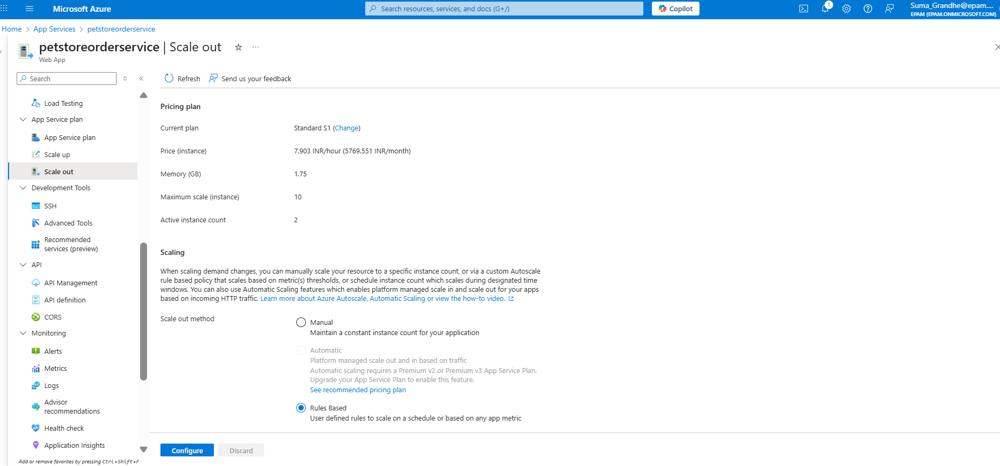 Microsoft Azure
Search resources, services, and docs (G+/)
Copilot
1
Suma_Grandhe@epam....
EPAM (EPAM.ONMICROSOFT.COM)
Home > App Services > petstoreorderservice
petstoreorderservice | Scale out
Web App
Search
Refresh
Send us your feedback
Load Testing
App Service plan
App Service plan
Scale up
Scale out
Development Tools
SSH
Advanced Tools
Recommended
services (preview)
API
API Management
API definition
CORS
Monitoring
Alerts
Metrics
Logs
Advisor
recommendations
Health check
Application Insights
Add or remove favorites by pressing Ctrl+Shift+F
Pricing plan
Current plan
Standard S1 (Change)
Price (instance)
7.903 INR/hour (5769.551 INR/month)
Memory (GB)
1.75
Maximum scale (instance)
10
Active instance count
2
Scaling
When scaling demand changes, you can manually scale your resource to a specific instance count, or via a custom Autoscale
rule based policy that scales based on metric(s) thresholds, or schedule instance count which scales during designated time
windows. You can also use Automatic Scaling features which enables platform managed scale in and scale out for your apps
based on incoming HTTP traffic. Learn more about Azure Autoscale, Automatic Scaling or view the how-to video.
Scale out method
Manual
Maintain a constant instance count for your application
Automatic
Platform managed scale out and in based on traffic
Automatic scaling requires a Premium v2 or Premium v3 App Service Plan.
Upgrade your App Service Plan to enable this feature.
See recommended pricing plan
Rules Based
User defined rules to scale on a schedule or based on any app metric
Configure
Discard